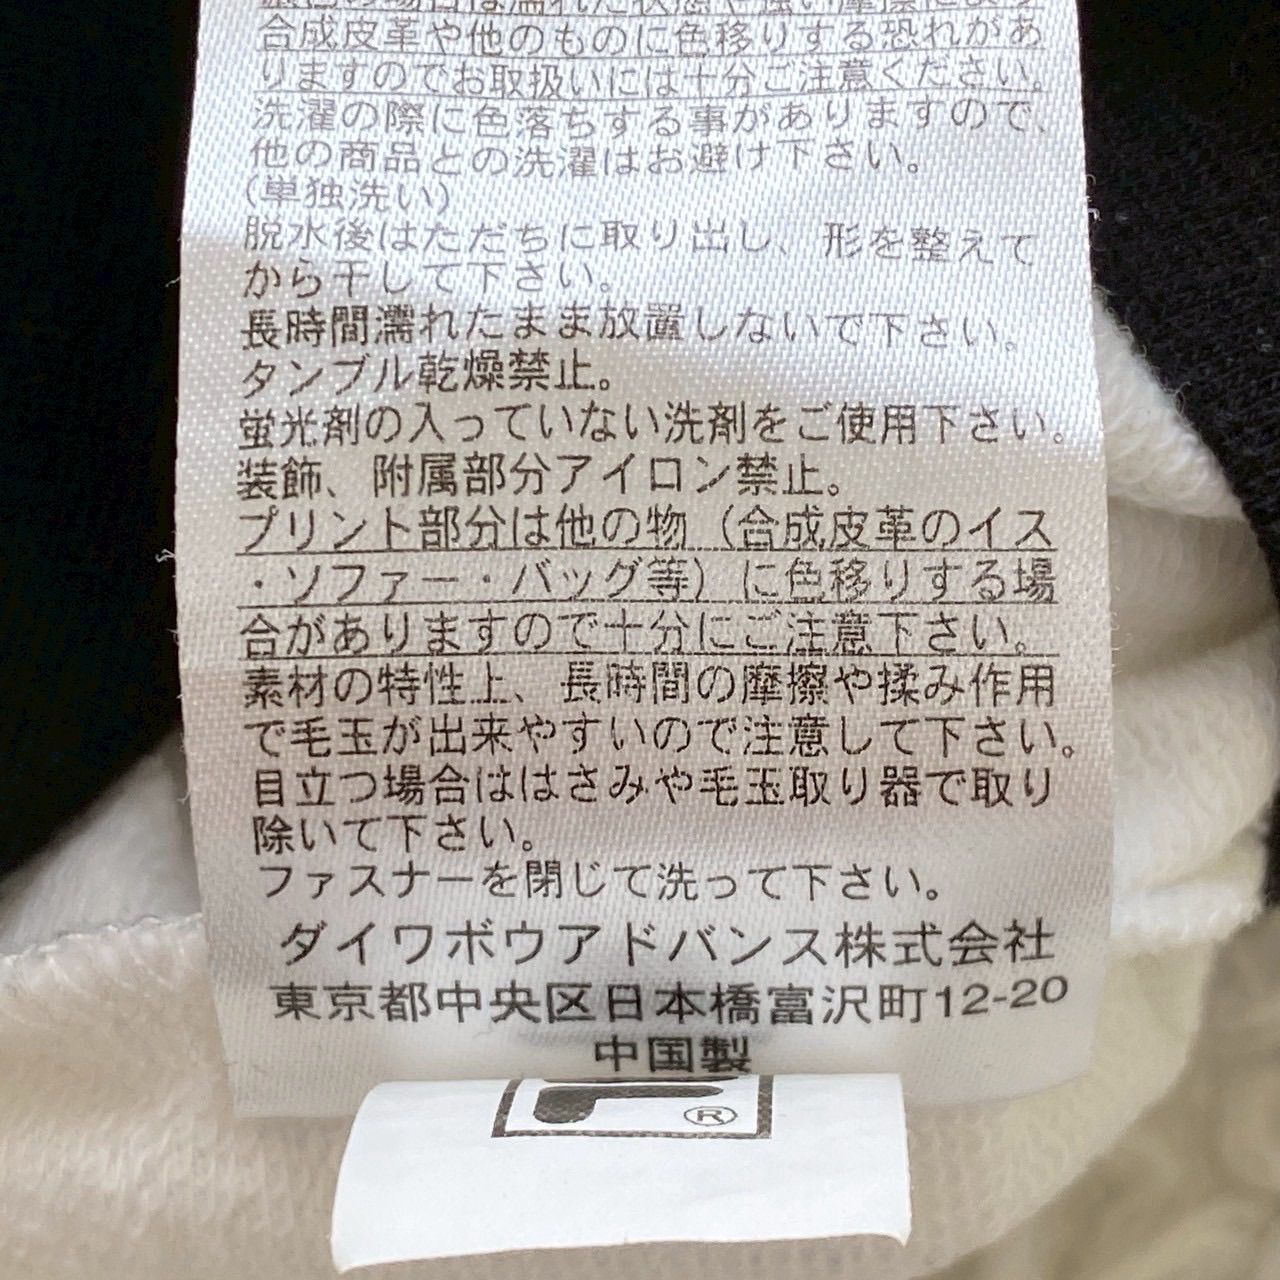 合成皮革や他のものに色移りする恐れがあ
りますのでお取扱いには十分ご注意ください。
洗濯の際に色落ちする事がありますので、
他の商品との洗濯はお避け下さい。
(単独洗い)
脱水後はただちに取り出し、形を整えて
から干して下さい。
長時間濡れたまま放置しないで下さい。
タンブル乾燥禁止。
蛍光剤の入っていない洗剤をご使用下さい。
装飾、附属部分アイロン禁止。
プリント部分は他の物（合成皮革のイス
・ソファー・バッグ等）に色移りする場
合がありますので十分にご注意下さい。
素材の特性上、長時間の摩擦や揉み作用
で毛玉が出来やすいので注意して下さい。
目立つ場合ははさみや毛玉取り器で取り
除いて下さい。
ファスナーを閉じて洗って下さい。
ダイワボウアドバンス株式会社
東京都中央区日本橋富沢町12-20
中国製
®